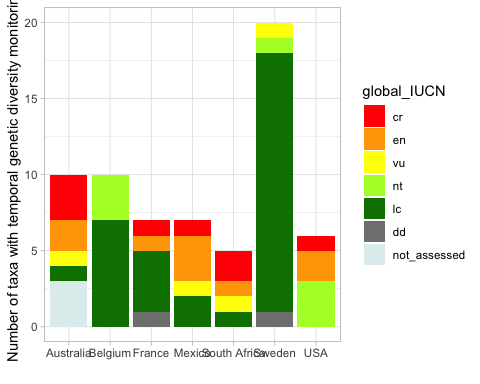 Number of taxa with temporal genetic diversity monitorin
20
15
10
5
0
Australia Belgium France Mexico South Africa Sweden USA
global_IUCN
cr
en
vu
nt
lc
dd
not_assessed